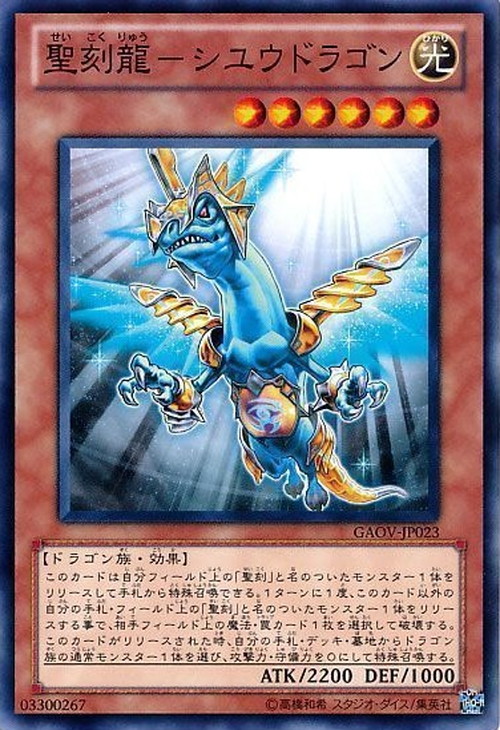 聖刻龍－シユウドラゴン
せい こく りゅう
光
ひかり
GAOV-JP023
【ドラゴン族・効果】
このカードは自分フィールド上の「聖刻」と名のついたモンスター１体を
リリースして手札から特殊召喚できる。１ターンに１度、このカード以外の
自分の手札・フィールド上の「聖刻」と名のついたモンスター１体をリリー
スする事で、相手フィールド上の魔法・罠カード１枚を選択して破壊する。
このカードがリリースされた時、自分の手札・デッキ・墓地からドラゴン
族の通常モンスター１体を選び、攻撃力・守備力を０にして特殊召喚する。
ATK/2200 DEF/1000
03300267
©高橋和希 スタジオ・ダイス/集英社